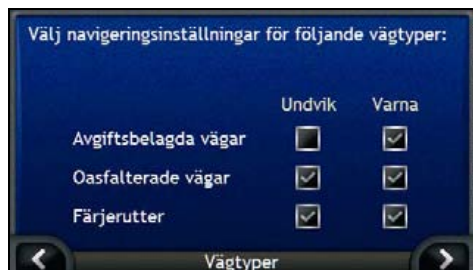 Välj navigeringsinställningar för följande vägtyper:
Undvik Varna
Avgiftsbelagda vägar
Oasfalterade vägar
Färjerutter
Vägtyper